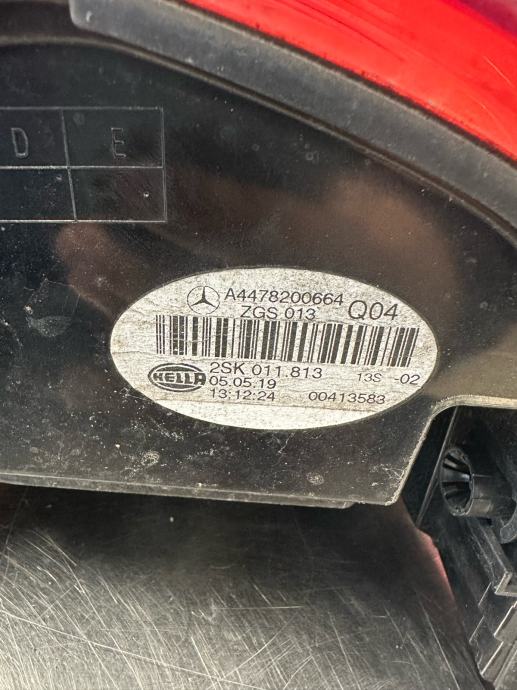 D E
A4478200664
ZGS 013 Q04
2SK 011.813 13S -02
HELLA 05.05.19
13:12:24 00413583